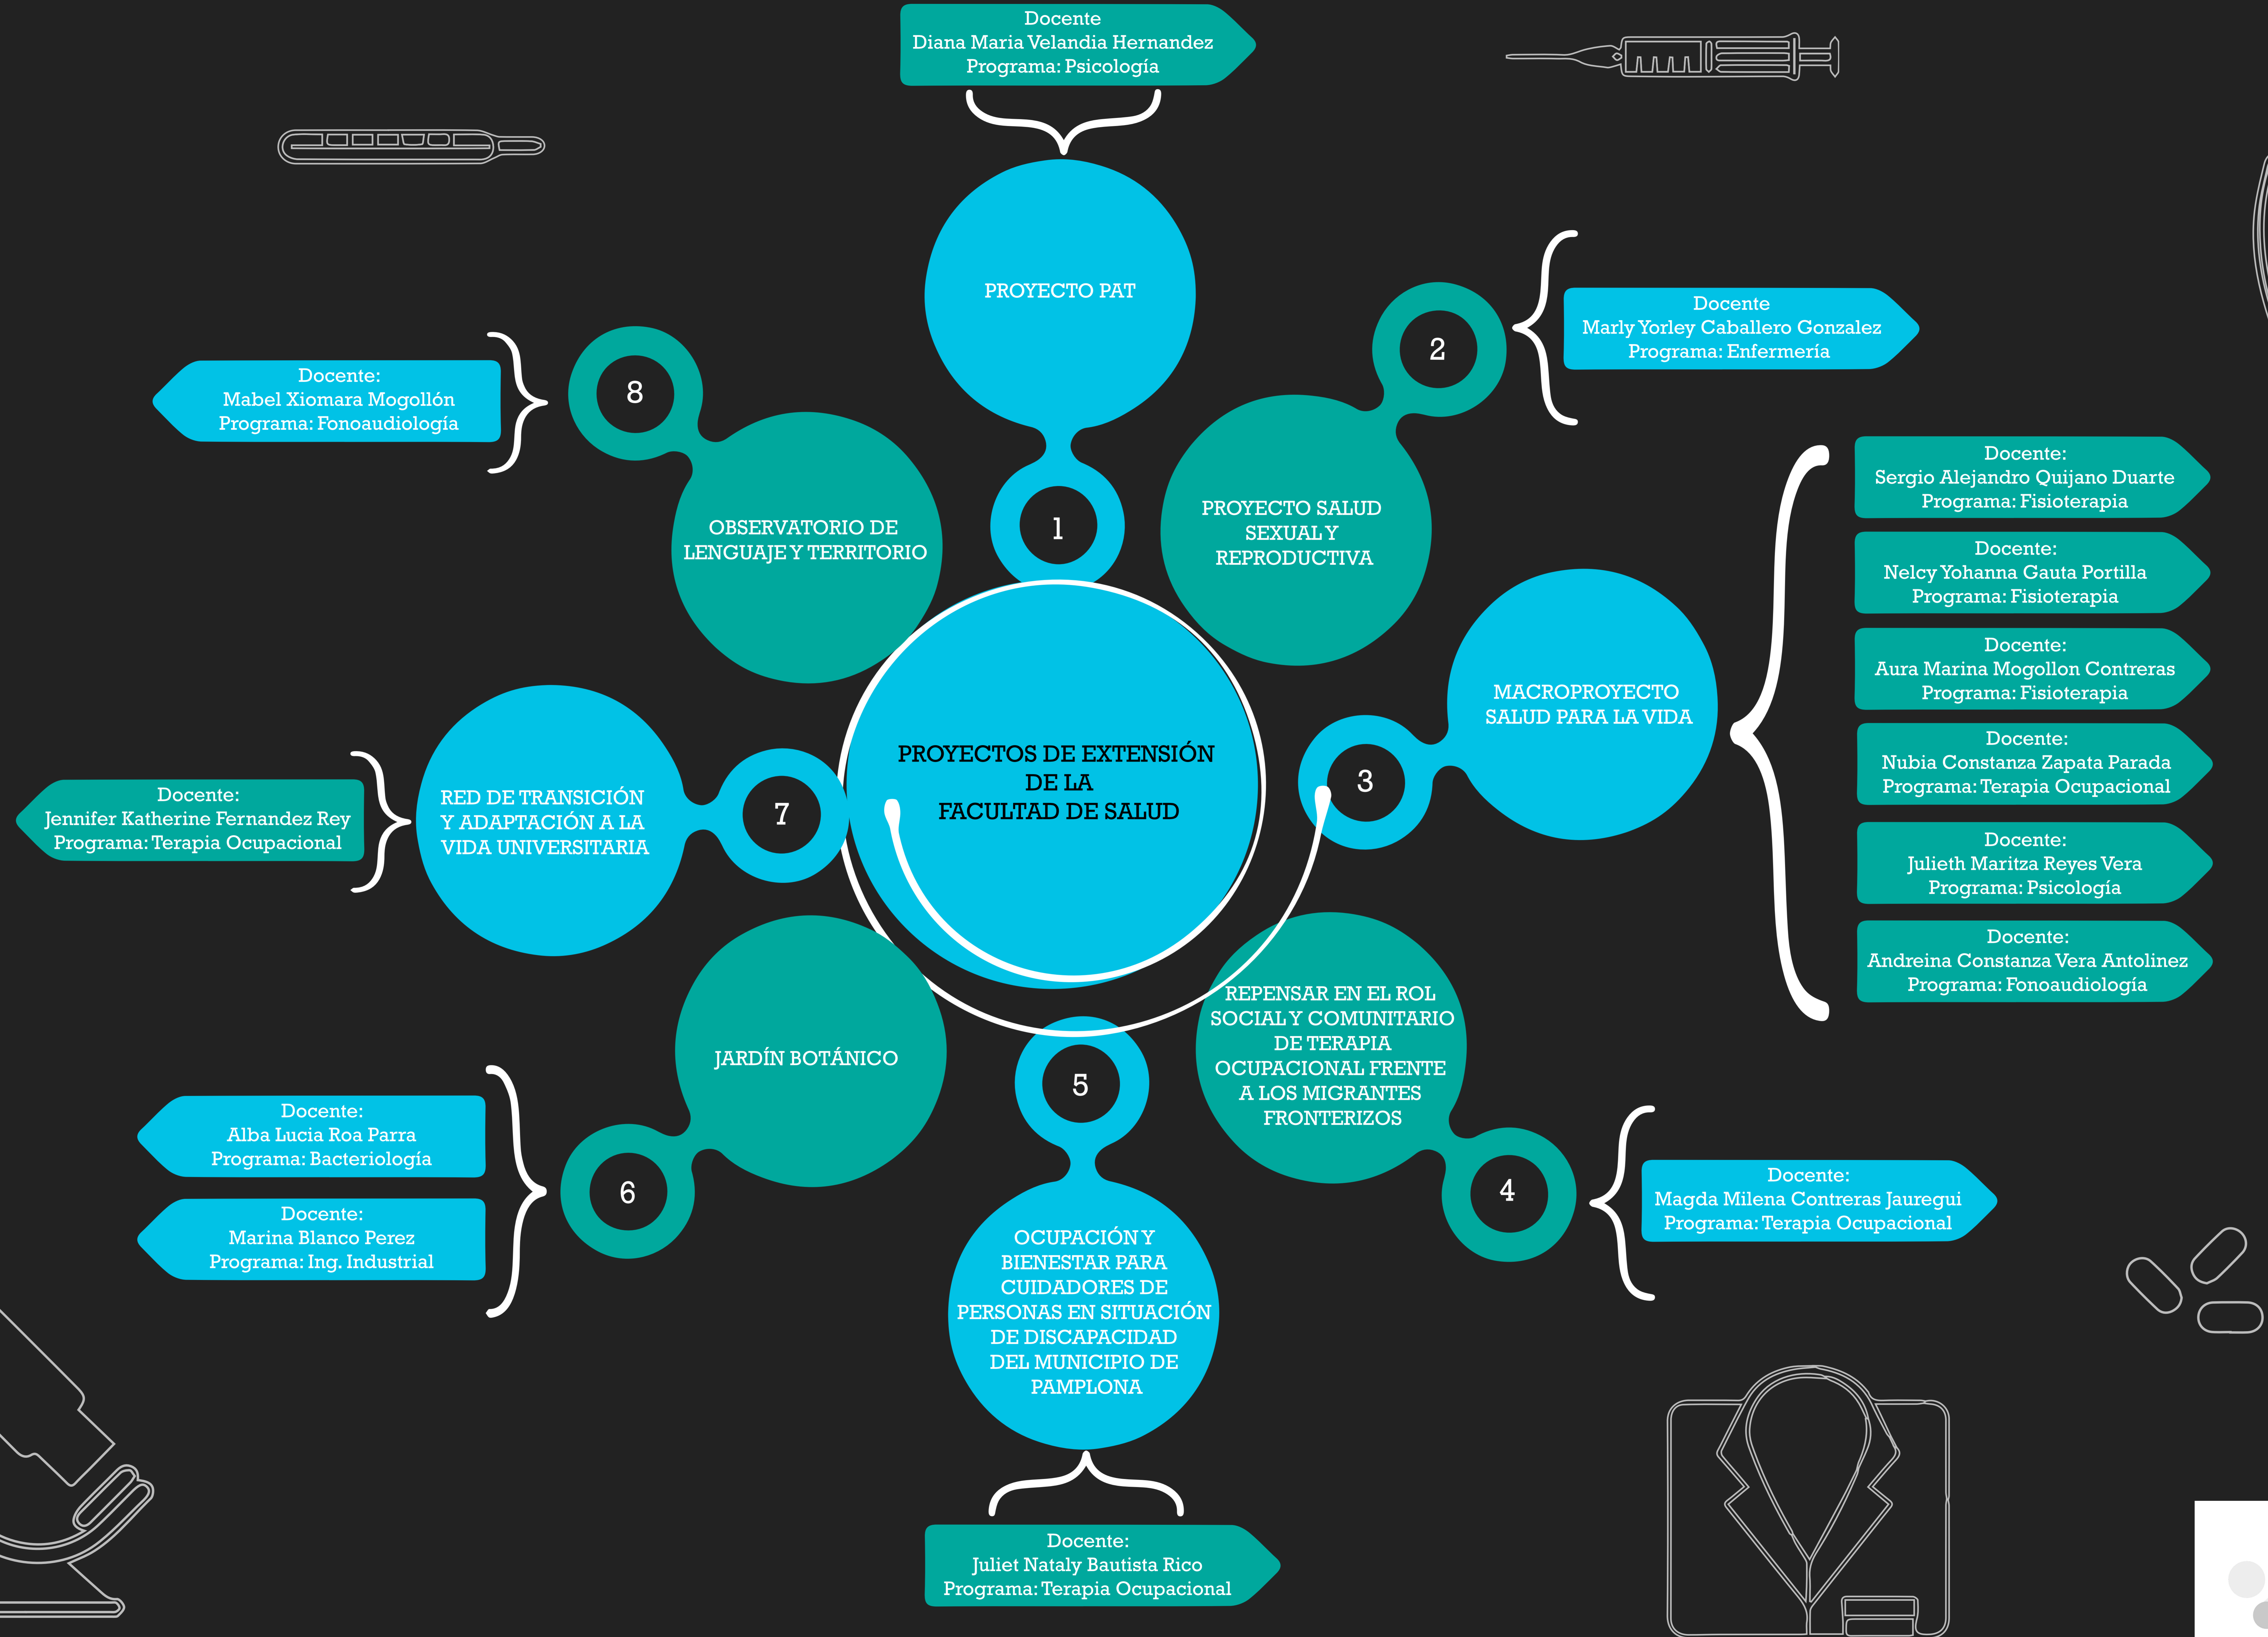 Docente
Diana Maria Velandia Hernandez
Programa: Psicología
PROYECTO PAT
1
PROYECTOS DE EXTENSIÓN
DE LA
FACULTAD DE SALUD
2
PROYECTO SALUD
SEXUAL Y
REPRODUCTIVA
Docente
Marly Yorley Caballero Gonzalez
Programa: Enfermería
3
MACROPROYECTO
SALUD PARA LA VIDA
Docente:
Sergio Alejandro Quijano Duarte
Programa: Fisioterapia
Docente:
Nelcy Yohanna Gauta Portilla
Programa: Fisioterapia
Docente:
Aura Marina Mogollon Contreras
Programa: Fisioterapia
Docente:
Nubia Constanza Zapata Parada
Programa: Terapia Ocupacional
Docente:
Julieth Maritza Reyes Vera
Programa: Psicología
Docente:
Andreina Constanza Vera Antolinez
Programa: Fonoaudiología
REPENSAR EN EL ROL
SOCIAL Y COMUNITARIO
DE TERAPIA
OCUPACIONAL FRENTE
A LOS MIGRANTES
FRONTERIZOS
4
Docente:
Magda Milena Contreras Jauregui
Programa: Terapia Ocupacional
5
OCUPACIÓN Y
BIENESTAR PARA
CUIDADORES DE
PERSONAS EN SITUACIÓN
DE DISCAPACIDAD
DEL MUNICIPIO DE
PAMPLONA
Docente:
Juliet Nataly Bautista Rico
Programa: Terapia Ocupacional
JARDÍN BOTÁNICO
6
Docente:
Alba Lucia Roa Parra
Programa: Bacteriología
Docente:
Marina Blanco Perez
Programa: Ing. Industrial
7
RED DE TRANSICIÓN
Y ADAPTACIÓN A LA
VIDA UNIVERSITARIA
Docente:
Jennifer Katherine Fernandez Rey
Programa: Terapia Ocupacional
8
OBSERVATORIO DE
LENGUAJE Y TERRITORIO
Docente:
Mabel Xiomara Mogollón
Programa: Fonoaudiología